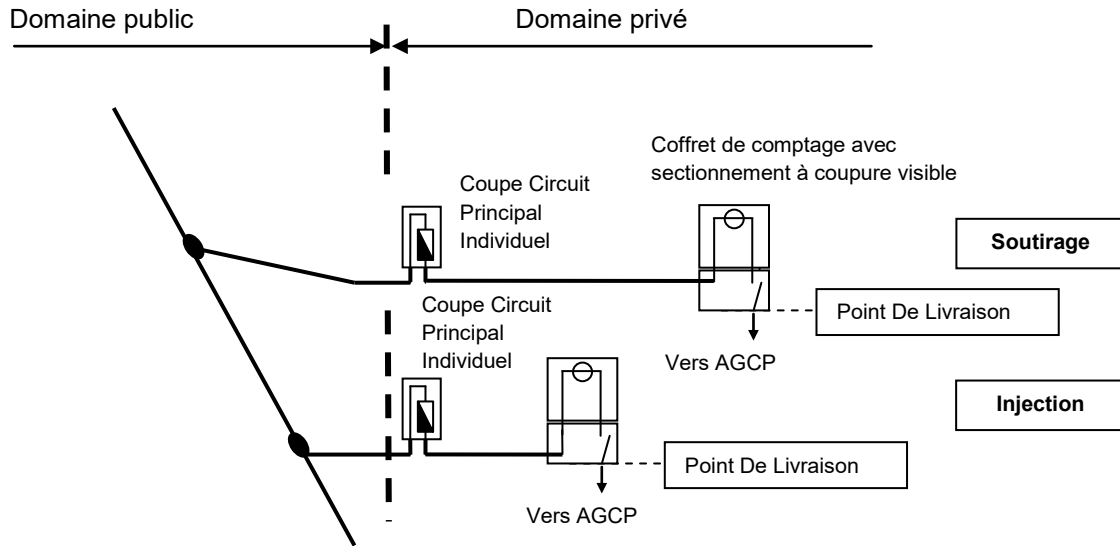 Domaine public
Domaine privé
Coffret de comptage avec
sectionnement à coupure visible
Coupe Circuit
Principal
Individuel
Soutirage
Point De Livraison
Coupe Circuit
Principal
Individuel
Vers AGCP
Injection
Point De Livraison
Vers AGCP